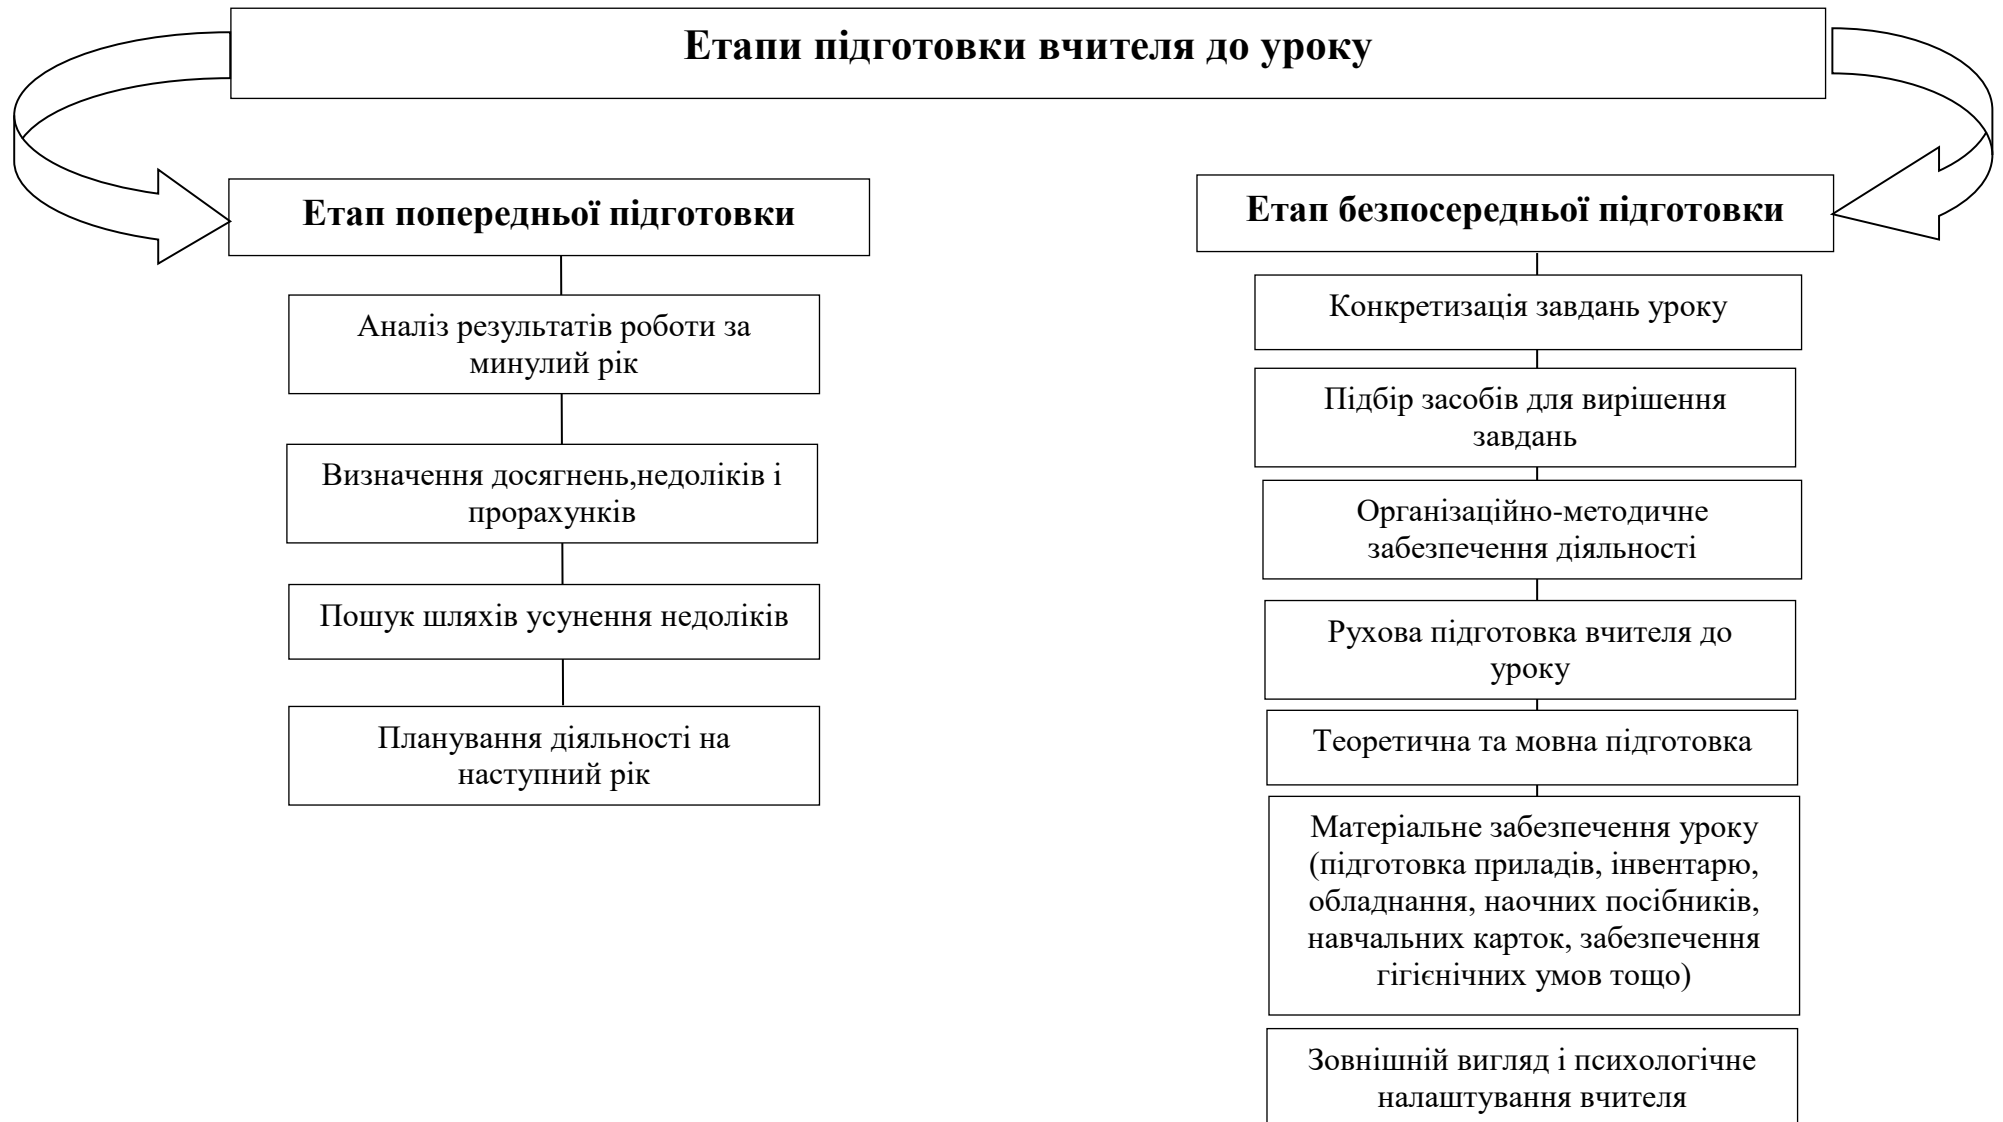 Етапи підготовки вчителя до уроку
Етап попередньої підготовки
Аналіз результатів роботи за
минулий рік
Визначення досягнень,недоліків і
прорахунків
Пошук шляхів усунення недоліків
Планування діяльності на
наступний рік
Етап безпосередньої підготовки
Конкретизація завдань уроку
Підбір засобів для вирішення
завдань
Організаційно-методичне
забезпечення діяльності
Рухова підготовка вчителя до
уроку
Теоретична та мовна підготовка
Матеріальне забезпечення уроку
(підготовка приладів, інвентарю,
обладнання, наочних посібників,
навчальних карток, забезпечення
гігієнічних умов тощо)
Зовнішній вигляд і психологічне
налаштування вчителя